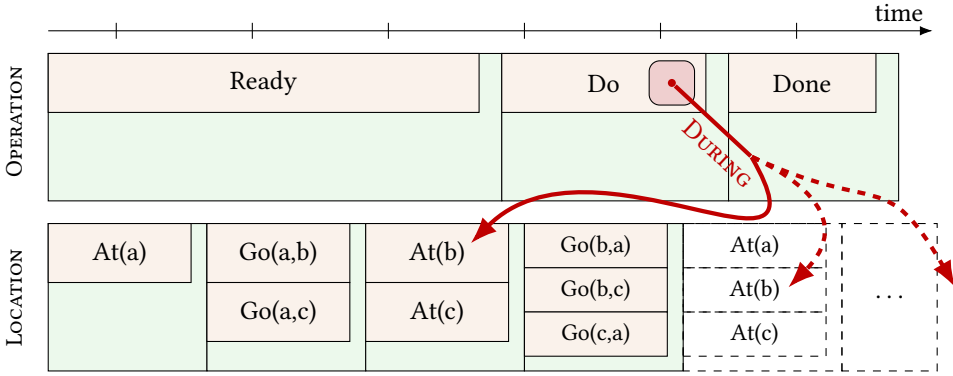 time
OPERATION
Ready
Do
Done
DURING
LOCATION
At(a)
Go(a,b)
Go(a,c)
At(b)
At(c)
Go(b,a)
Go(b,c)
Go(c,a)
At(a)
At(b)
At(c)
...